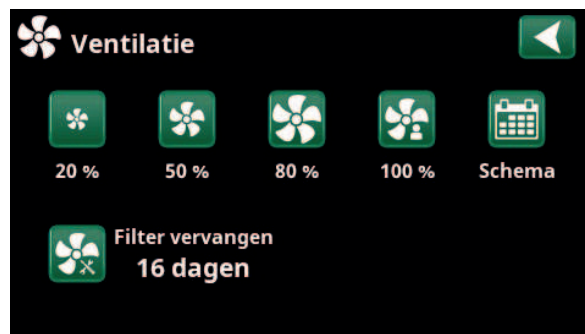 Ventilatie
20 %
50 %
80 %
100 %
Schema
Filter vervangen
16 dagen